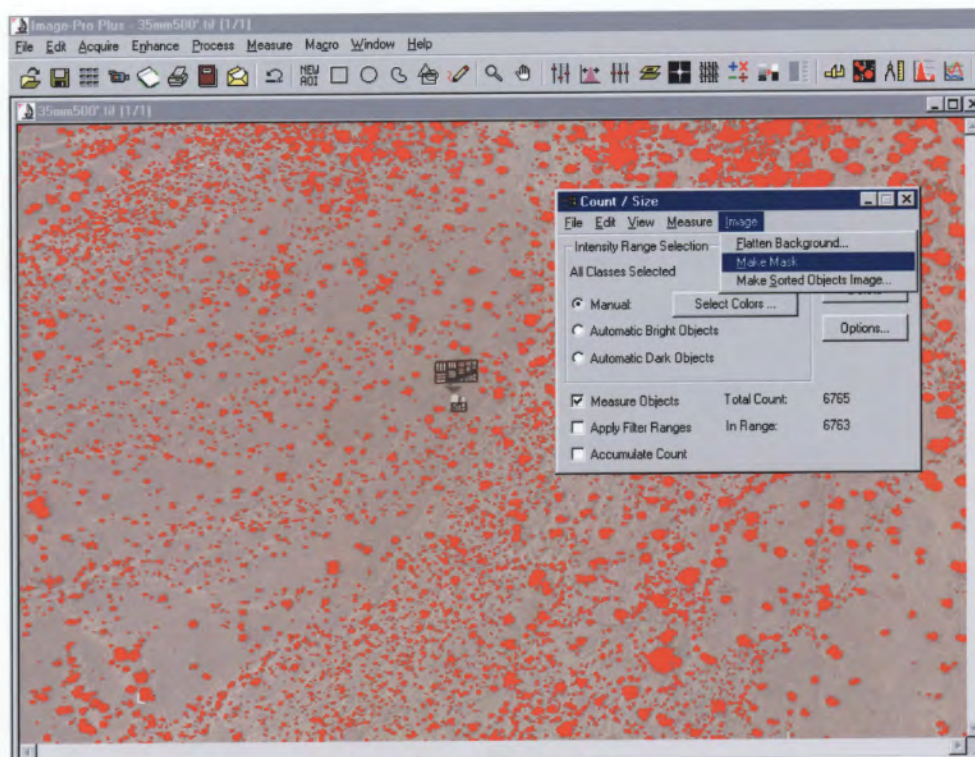 Image-Pro Plus - 35mm500'.tif (1/1)
File Edit Acquire Enhance Process Measure Macro Window Help
NEW
AOI
35mm500'.tif (1/1)
Count / Size
File Edit View Measure Image
Intensity Range Selection
Flatten Background...
All Classes Selected
Make Mask
Make Sorted Objects Image...
Manual:
Select Colors ...
Automatic Bright Objects
Options...
Automatic Dark Objects
Measure Objects Total Count: 6765
Apply Filter Ranges In Range: 6763
Accumulate Count